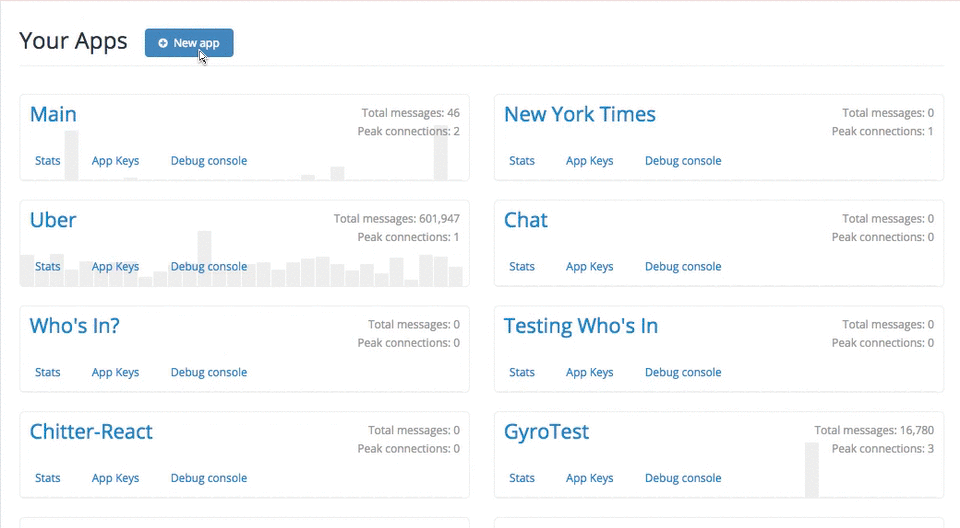 Your Apps New app
Main Total messages: 46
Peak connections: 2
Stats App Keys Debug console
New York Times Total messages: 0
Peak connections: 1
Stats App Keys Debug console
Uber Total messages: 601,947
Peak connections: 1
Stats App Keys Debug console
Chat Total messages: 0
Peak connections: 0
Stats App Keys Debug console
Who's In? Total messages: 0
Peak connections: 0
Stats App Keys Debug console
Testing Who's In Total messages: 0
Peak connections: 0
Stats App Keys Debug console
Chitter-React Total messages: 0
Peak connections: 0
Stats App Keys Debug console
GyroTest Total messages: 16,780
Peak connections: 3
Stats App Keys Debug console